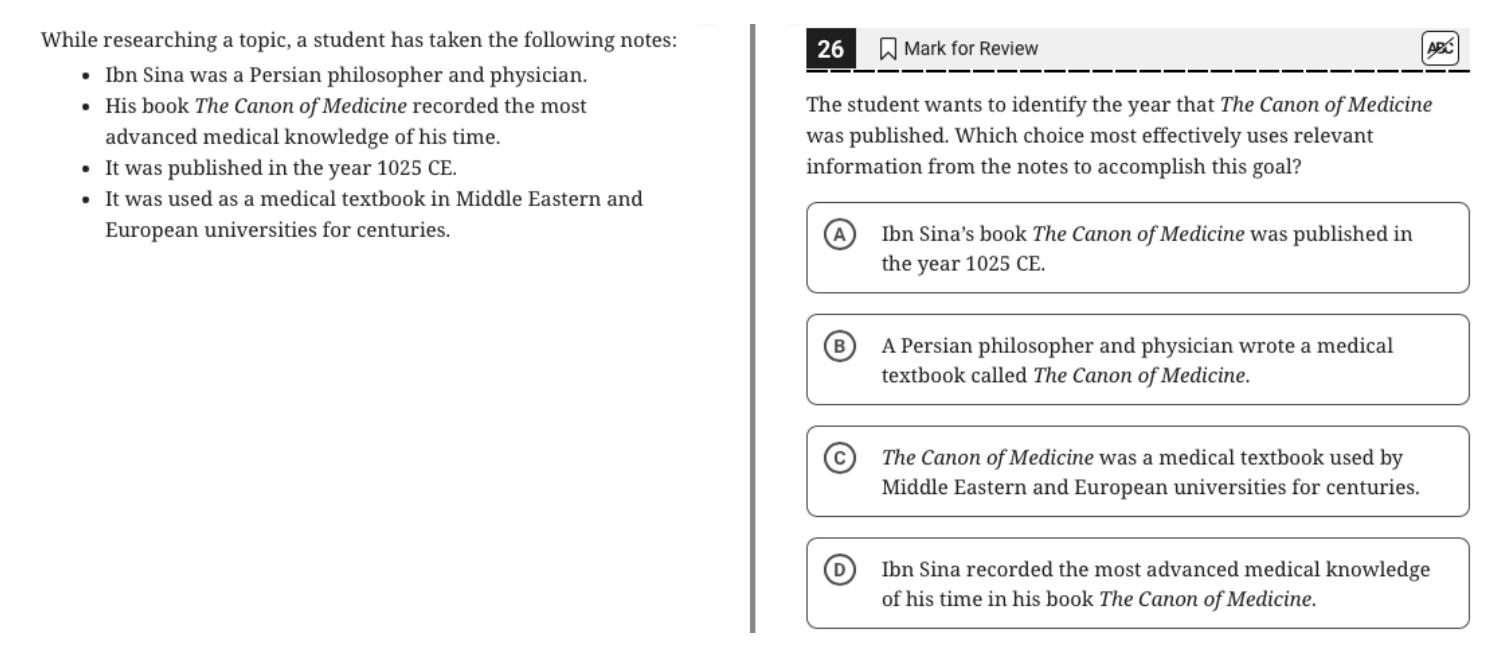 While researching a topic, a student has taken the following notes:
• Ibn Sina was a Persian philosopher and physician.
• His book The Canon of Medicine recorded the most
advanced medical knowledge of his time.
• It was published in the year 1025 CE.
• It was used as a medical textbook in Middle Eastern and
European universities for centuries.
26 Mark for Review ABC
The student wants to identify the year that The Canon of Medicine
was published. Which choice most effectively uses relevant
information from the notes to accomplish this goal?
A Ibn Sina’s book The Canon of Medicine was published in
the year 1025 CE.
B A Persian philosopher and physician wrote a medical
textbook called The Canon of Medicine.
C The Canon of Medicine was a medical textbook used by
Middle Eastern and European universities for centuries.
D Ibn Sina recorded the most advanced medical knowledge
of his time in his book The Canon of Medicine.